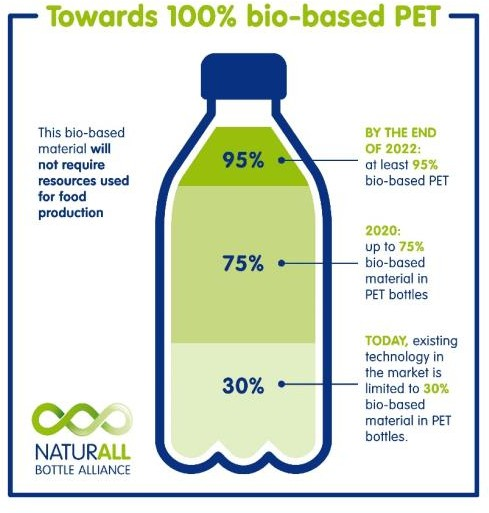 Towards 100% bio-based PET
This bio-based
material will
not require
resources used
for food
production
95%
BY THE END
OF 2022:
at least 95%
bio-based PET
75%
2020:
up to 75%
bio-based
material in
PET bottles
30%
TODAY, existing
technology in
the market is
limited to 30%
bio-based
material in PET
bottles.
NATURALL
BOTTLE ALLIANCE